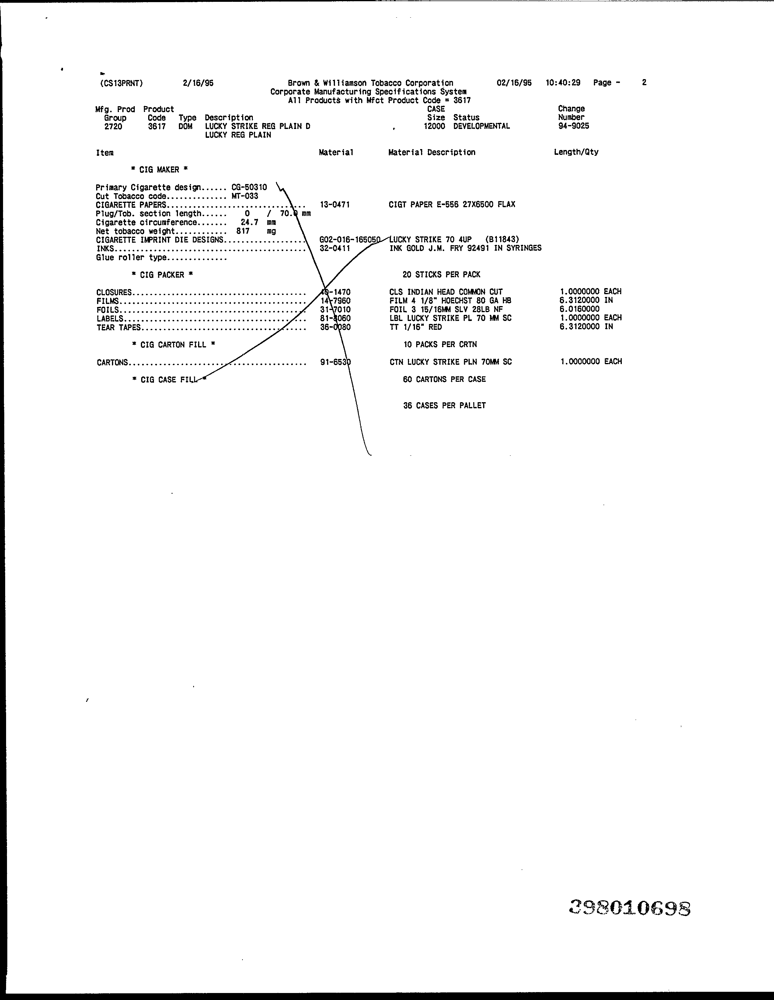 (CS13PRNT) 2/16/95 Brown & Williamson Tobacco Corporation 02/16/95 10:40:29 Page - 2
Corporate Manufacturing Specifications System
All Products with Mfct Product Code = 3617
Mfg. Prod Product CASE Change
Group Code Type Description Size Status Number
2720 3617 DOM LUCKY STRIKE REG PLAIN D 12000 DEVELOPMENTAL 94-9025
LUCKY REG PLAIN
Item Material Material Description Length/Qty
* CIG MAKER *
Primary Cigarette design...... CG-50310
Cut Tobacco code.............. MT-033
CIGARETTE PAPERS.............................. 13-0471 CIGT PAPER E-556 27X6500 FLAX
Plug/Tob. section length...... 0 / 70.0 mm
Cigarette circumference....... 24.7 mm
Net tobacco weight............ 817 mg
CIGARETTE IMPRINT DIE DESIGNS.................. G02-016-165050 LUCKY STRIKE 70 4UP (B11843)
INKS............................................. 32-0411 INK GOLD J.M. FRY 92491 IN SYRINGES
Glue roller type..............
* CIG PACKER * 20 STICKS PER PACK
CLOSURES......................................... -1470 CLS INDIAN HEAD COMMON CUT 1.0000000 EACH
FILMS............................................ 14-7960 FILM 4 1/8" HOECHST 80 GA HB 6.3120000 IN
FOILS............................................ 31-7010 FOIL 3 15/16MM SLV 28LB NF 6.0160000
LABELS........................................... 81-8060 LBL LUCKY STRIKE PL 70 MM SC 1.0000000 EACH
TEAR TAPES....................................... 36-0080 TT 1/16" RED 6.3120000 IN
* CIG CARTON FILL * 10 PACKS PER CRTN
CARTONS.......................................... 91-6530 CTN LUCKY STRIKE PLN 70MM SC 1.0000000 EACH
* CIG CASE FILL * 60 CARTONS PER CASE
36 CASES PER PALLET
398010698